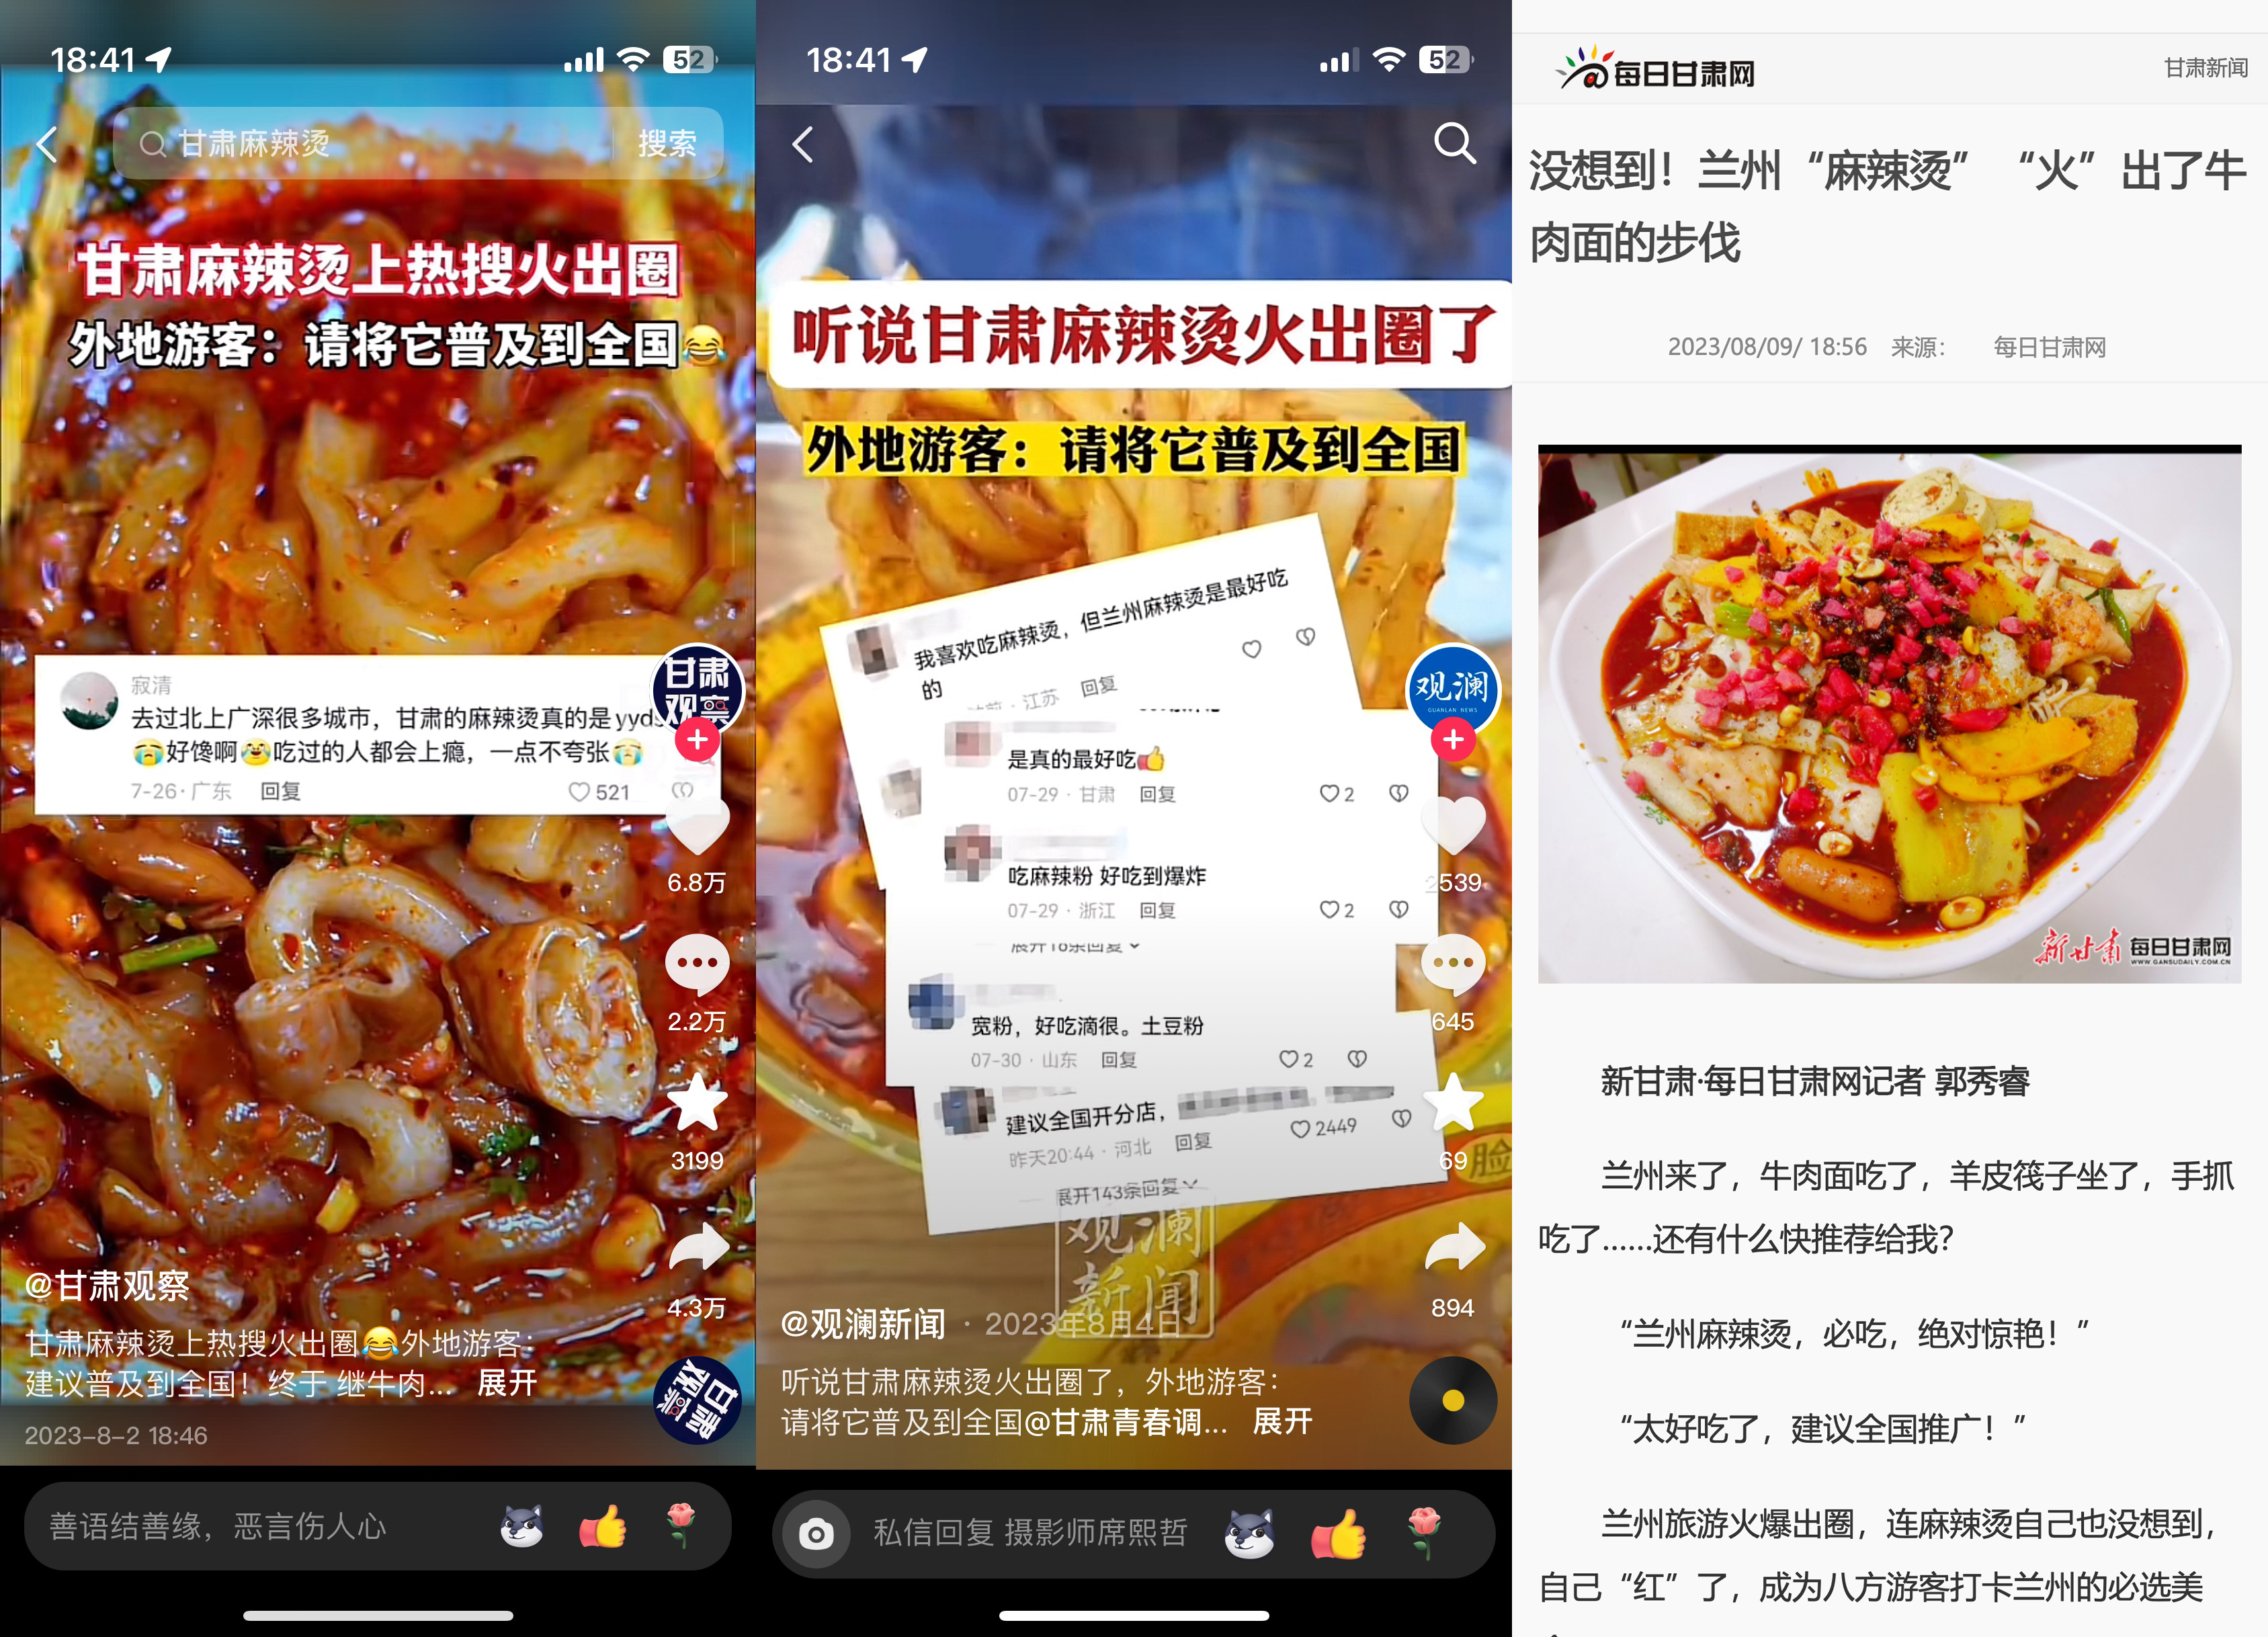 18:41
52
甘肃麻辣烫
搜索
甘肃麻辣烫上热搜火出圈
外地游客：请将它普及到全国😂
寂清
去过北上广深很多城市，甘肃的麻辣烫真的是yyds
😭好馋啊🥹吃过的人都会上瘾，一点不夸张😭
7-26·广东 回复
521
甘肃
观察
6.8万
2.2万
3199
4.3万
@甘肃观察
甘肃麻辣烫上热搜火出圈😂外地游客：
建议普及到全国！终于 继牛肉... 展开
2023-8-2 18:46
甘肃
观察
善语结善缘，恶言伤人心
18:41
52
听说甘肃麻辣烫火出圈了
外地游客：请将它普及到全国
我喜欢吃麻辣烫，但兰州麻辣烫是最好吃
的
江苏 回复
是真的最好吃👍
07-29 · 甘肃 回复
2
吃麻辣粉 好吃到爆炸
07-29 · 浙江 回复
2
展开18条回复
宽粉，好吃滴很。土豆粉
07-30 · 山东 回复
2
建议全国开分店，
昨天20:44 · 河北 回复
2449
展开143条回复
观澜
GUANLAN NEWS
2539
645
69
894
脸
观澜
新闻
@观澜新闻 · 2023年8月4日
听说甘肃麻辣烫火出圈了，外地游客：
请将它普及到全国@甘肃青春调... 展开
私信回复 摄影师席熙哲
每日甘肃网
甘肃新闻
没想到！兰州“麻辣烫” “火”出了牛
肉面的步伐
2023/08/09/ 18:56 来源： 每日甘肃网
新甘肃 每日甘肃网
WWW.GANSUDAILY.COM.CN
新甘肃·每日甘肃网记者 郭秀睿
兰州来了，牛肉面吃了，羊皮筏子坐了，手抓
吃了……还有什么快推荐给我？
“兰州麻辣烫，必吃，绝对惊艳！”
“太好吃了，建议全国推广！”
兰州旅游火爆出圈，连麻辣烫自己也没想到，
自己“红”了，成为八方游客打卡兰州的必选美